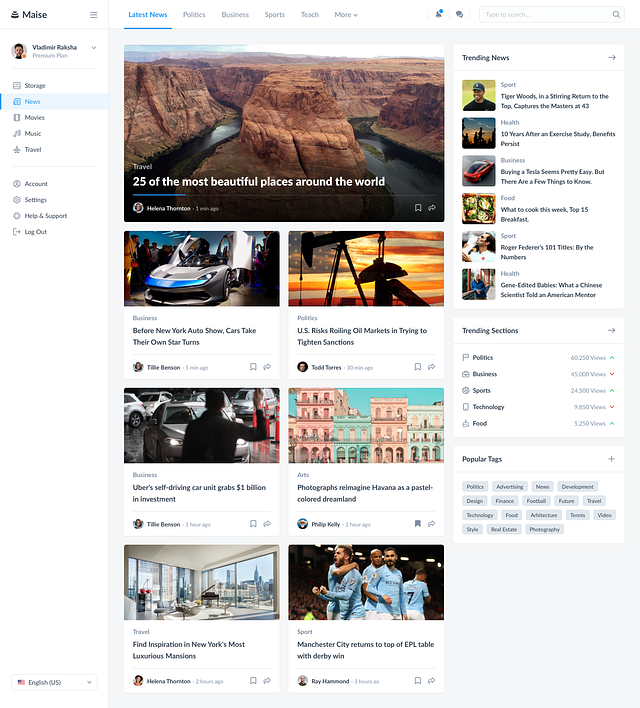 Maise
Latest News
Politics
Business
Sports
Teach
More
Type to search...
Vladimir Raksha
Premium Plan
Storage
News
Movies
Music
Travel
Account
Settings
Help & Support
Log Out
English (US)
Travel
25 of the most beautiful places around the world
Helena Thornton - 1 min ago
Business
Before New York Auto Show, Cars Take
Their Own Star Turns
Tillie Benson - 5 min ago
Politics
U.S. Risks Roiling Oil Markets in Trying to
Tighten Sanctions
Todd Torres - 30 min ago
Business
Uber's self-driving car unit grabs $1 billion
in investment
Tillie Benson - 1 hour ago
Arts
Photographs reimagine Havana as a pastel-
colored dreamland
Philip Kelly - 2 hour ago
Travel
Find Inspiration in New York's Most
Luxurious Mansions
Helena Thornton - 2 hours ago
Sport
Manchester City returns to top of EPL table
with derby win
Ray Hammond - 3 hours ao
Trending News
Sport
Tiger Woods, in a Stirring Return to the
Top, Captures the Masters at 43
Health
10 Years After an Exercise Study, Benefits
Persist
Business
Buying a Tesla Seems Pretty Easy. But
There Are a Few Things to Know.
Food
What to cook this week, Top 15
Breakfast.
Sport
Roger Federer's 101 Titles: By the
Numbers
Health
Gene-Edited Babies: What a Chinese
Scientist Told an American Mentor
Trending Sections
Politics 60.250 Views
Business 45.000 Views
Sports 24.500 Views
Technology 9.850 Views
Food 5.250 Views
Popular Tags
Politics Advertising News Development
Design Finance Football Future Travel
Technology Food Arhitecture Tennis Video
Style Real Estate Photography
7